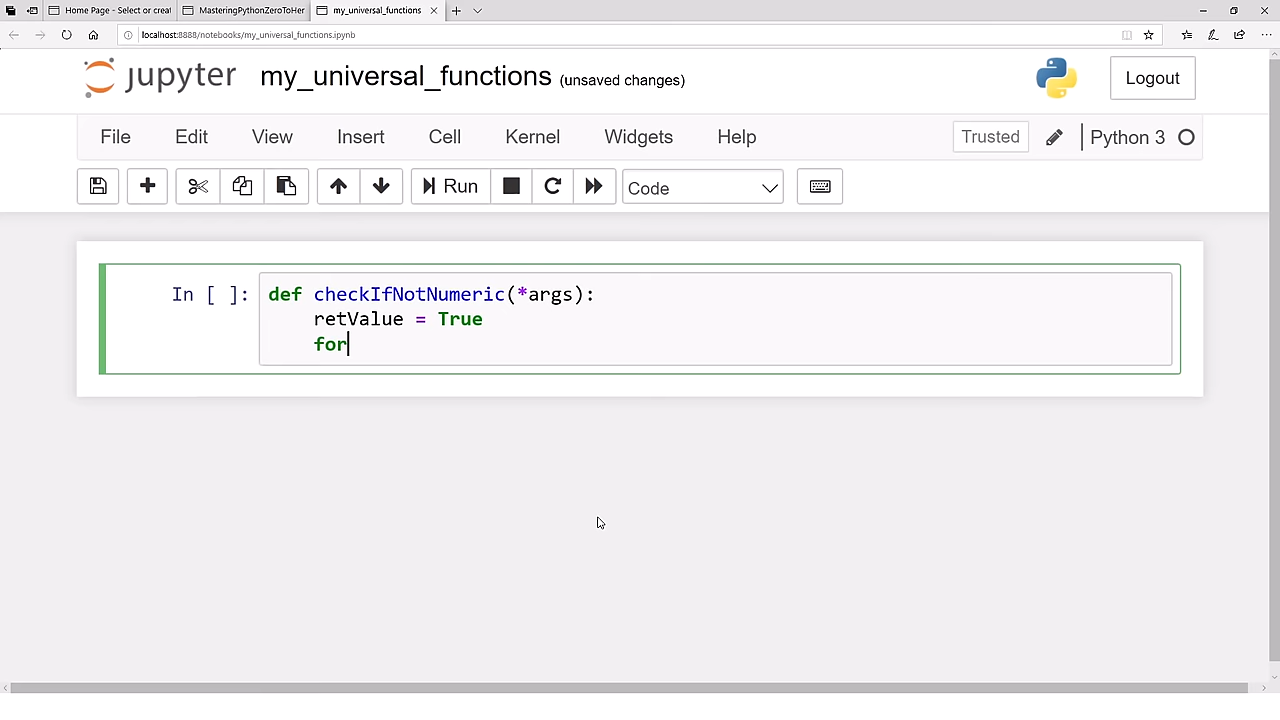 Home Page - Select or creat
MasteringPythonZeroToHer
my_universal_functions
localhost:8888/notebooks/my_universal_functions.ipynb
jupyter my_universal_functions (unsaved changes)
Logout
File Edit View Insert Cell Kernel Widgets Help Trusted Python 3
Run Code
In [ ]: def checkIfNotNumeric(*args):
    retValue = True
    for